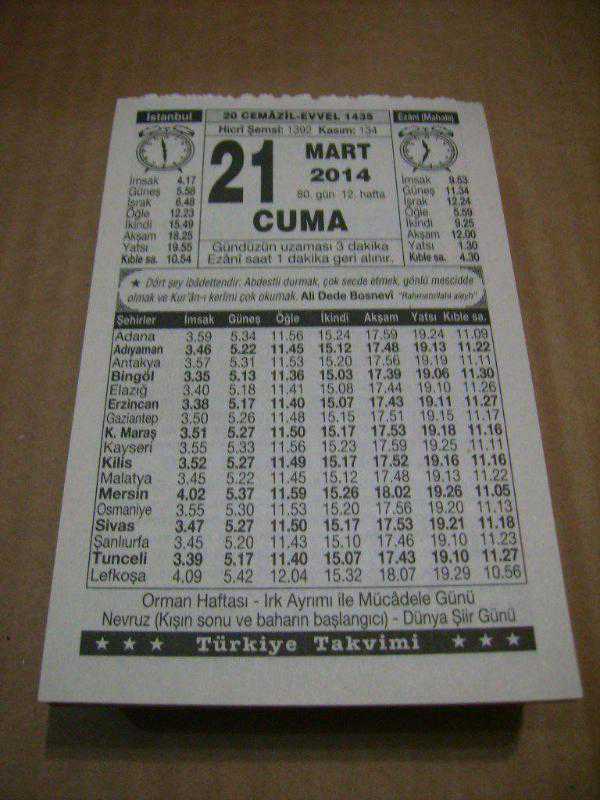 İstanbul
20 CEMÂZİL-EVVEL 1435
Ezânî (Mahallî)
Hicrî Şemsî: 1392 Kasım: 134
21
MART
2014
80. gün 12. hafta
CUMA
Gündüzün uzaması 3 dakika
Ezânî saat 1 dakika geri alınır.
İmsak 4.17
Güneş 5.58
İşrak 6.48
Öğle 12.23
İkindi 15.49
Akşam 18.25
Yatsı 19.55
Kıble sa. 10.54
İmsak 9.53
Güneş 11.34
İşrak 12.24
Öğle 5.59
İkindi 9.25
Akşam 12.00
Yatsı 1.30
Kıble sa. 4.30
★ Dört şey ibâdettendir: Abdestli durmak, çok secde etmek, gönlü mescidde
olmak ve Kur'ân-ı kerîmi çok okumak. Ali Dede Bosnevî "Rahmetullahi aleyh"
Şehirler İmsak Güneş Öğle İkindi Akşam Yatsı Kıble sa.
Adana 3.59 5.34 11.56 15.24 17.59 19.24 11.09
Adıyaman 3.46 5.22 11.45 15.12 17.48 19.13 11.22
Antakya 3.57 5.31 11.53 15.20 17.56 19.19 11.11
Bingöl 3.35 5.13 11.36 15.03 17.39 19.06 11.30
Elazığ 3.40 5.18 11.41 15.08 17.44 19.10 11.26
Erzincan 3.38 5.17 11.40 15.07 17.43 19.11 11.27
Gaziantep 3.50 5.26 11.48 15.15 17.51 19.15 11.17
K. Maraş 3.51 5.27 11.50 15.17 17.53 19.18 11.16
Kayseri 3.55 5.33 11.56 15.23 17.59 19.25 11.11
Kilis 3.52 5.27 11.49 15.17 17.52 19.16 11.16
Malatya 3.45 5.22 11.45 15.12 17.48 19.13 11.22
Mersin 4.02 5.37 11.59 15.26 18.02 19.26 11.05
Osmaniye 3.55 5.30 11.53 15.20 17.56 19.20 11.13
Sivas 3.47 5.27 11.50 15.17 17.53 19.21 11.18
Şanlıurfa 3.45 5.20 11.43 15.10 17.46 19.10 11.23
Tunceli 3.39 5.17 11.40 15.07 17.43 19.10 11.27
Lefkoşa 4.09 5.42 12.04 15.32 18.07 19.29 10.56
Orman Haftası - Irk Ayrımı ile Mücâdele Günü
Nevruz (Kışın sonu ve baharın başlangıcı) - Dünya Şiir Günü
★ ★ ★ Türkiye Takvimi ★ ★ ★